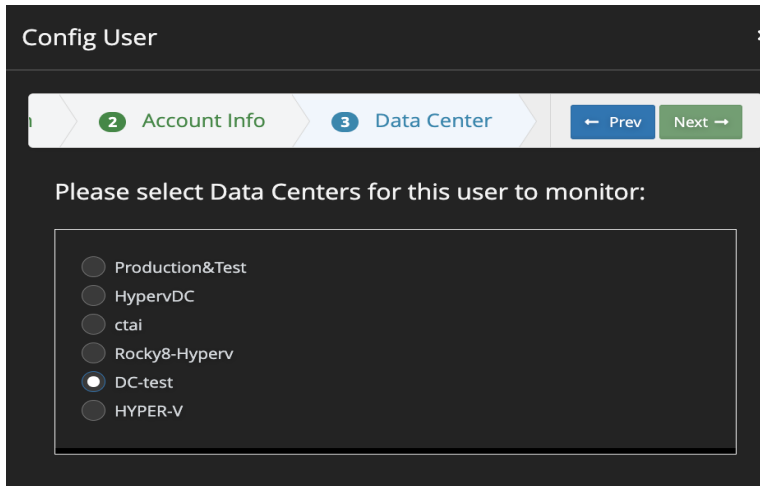 Config User
2 Account Info 3 Data Center ← Prev Next →
Please select Data Centers for this user to monitor:
Production&Test
HypervDC
ctai
Rocky8-Hyperv
DC-test
HYPER-V